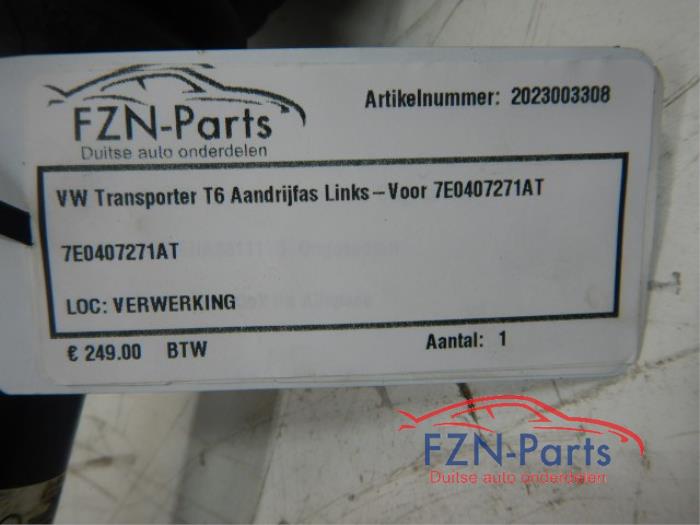 FZN-Parts
Duitse auto onderdelen
Artikelnummer: 2023003308
VW Transporter T6 Aandrijfas Links-Voor 7E0407271AT
7E0407271AT
LOC: VERWERKING
€ 249.00 BTW
Aantal: 1
FZN-Parts
Duitse auto onderdelen